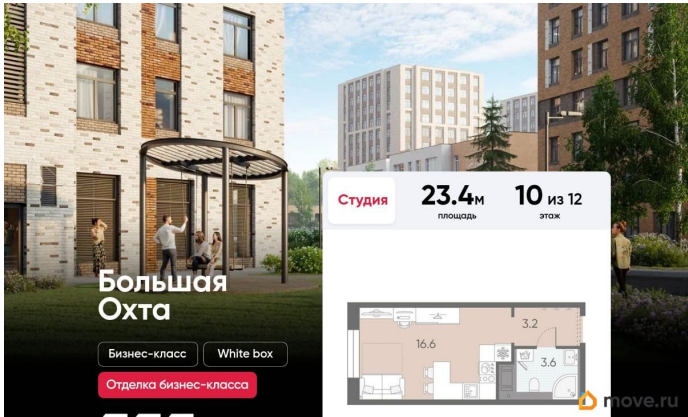 Студия
23.4м
площадь
10 из 12
этаж
Большая
Охта
Бизнес-класс
White box
Отделка бизнес-класса
16.6
3.2
3.6
move.ru